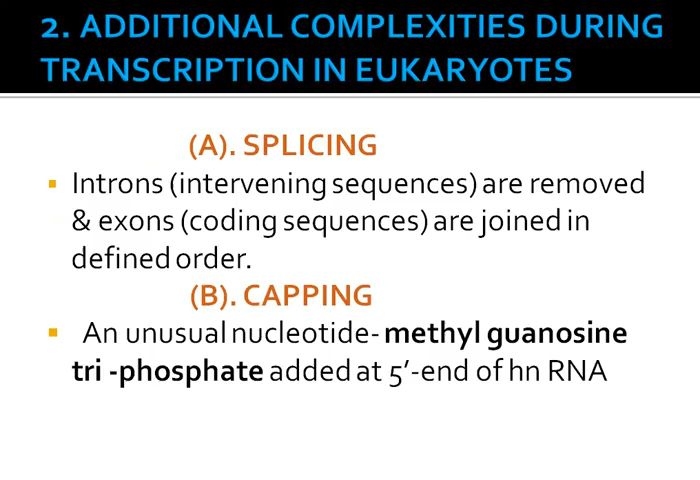 2. ADDITIONAL COMPLEXITIES DURING
TRANSCRIPTION IN EUKARYOTES
(A). SPLICING
▪ Introns (intervening sequences) are removed
& exons (coding sequences) are joined in
defined order.
(B). CAPPING
▪ An unusual nucleotide- methyl guanosine
tri -phosphate added at 5′-end of hn RNA